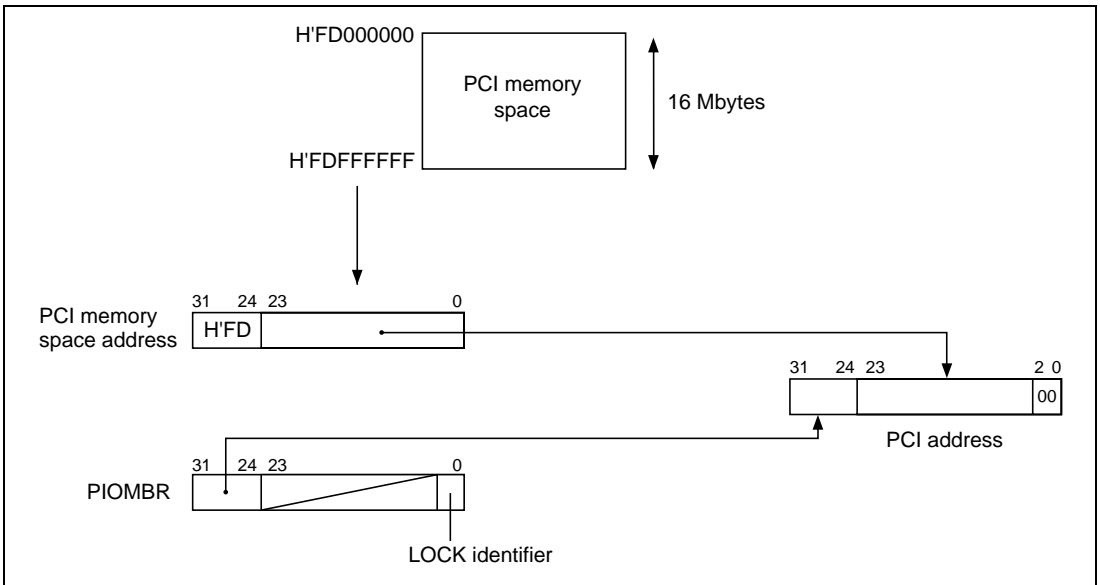 H'FD000000
PCI memory
space
16 Mbytes
H'FDFFFFFF
31 24 23 0
PCI memory
space address
H'FD
31 24 23 2 0
00
PCI address
31 24 23 0
PIOMBR
LOCK identifier